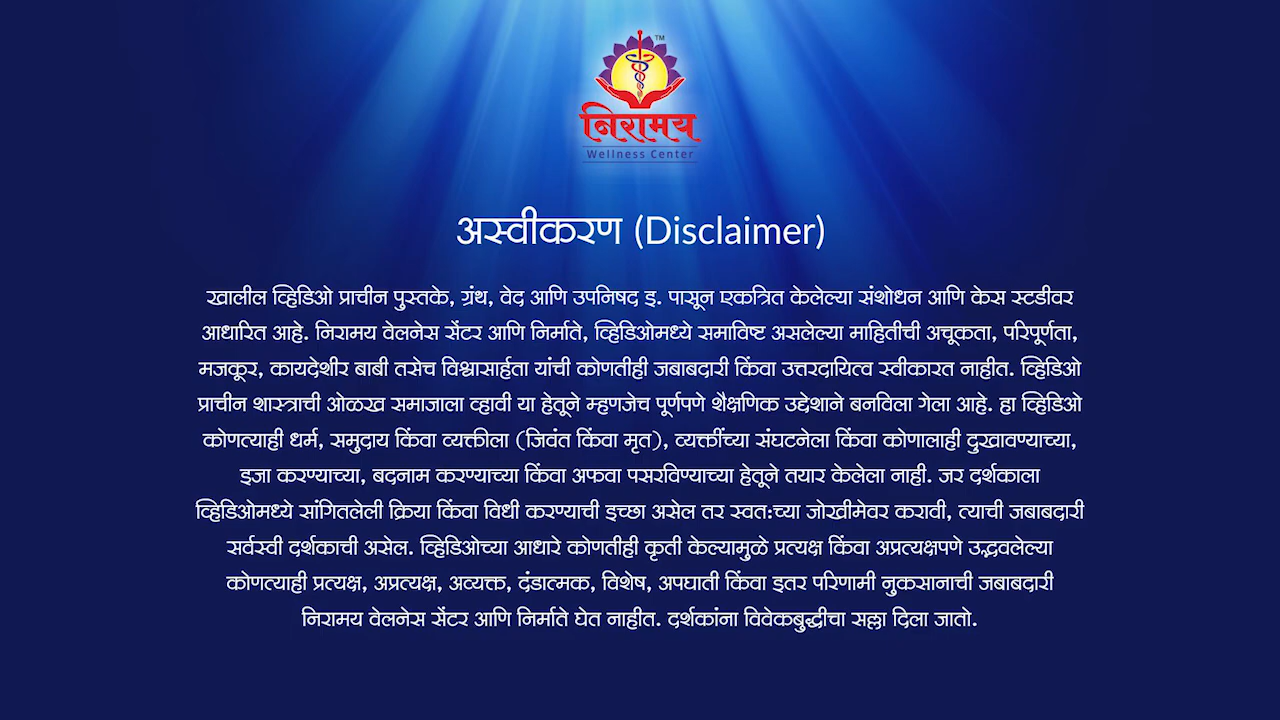 TM
निरामय
Wellness Center
अस्वीकरण (Disclaimer)
खालील व्हिडिओ प्राचीन पुस्तके, ग्रंथ, वेद आणि उपनिषद इ. पासून एकत्रित केलेल्या संशोधन आणि केस स्टडीवर
आधारित आहे. निरामय वेलनेस सेंटर आणि निर्माते, व्हिडिओमध्ये समाविष्ट असलेल्या माहितीची अचूकता, परिपूर्णता,
मजकूर, कायदेशीर बाबी तसेच विश्वासार्हता यांची कोणतीही जबाबदारी किंवा उत्तरदायित्व स्वीकारत नाहीत. व्हिडिओ
प्राचीन शास्त्राची ओळख समाजाला व्हावी या हेतूने म्हणजेच पूर्णपणे शैक्षणिक उद्देशाने बनविला गेला आहे. हा व्हिडिओ
कोणत्याही धर्म, समुदाय किंवा व्यक्तीला (जिवंत किंवा मृत), व्यक्तींच्या संघटनेला किंवा कोणालाही दुखावण्याच्या,
इजा करण्याच्या, बदनाम करण्याच्या किंवा अफवा पसरविण्याच्या हेतूने तयार केलेला नाही. जर दर्शकाला
व्हिडिओमध्ये सांगितलेली क्रिया किंवा विधी करण्याची इच्छा असेल तर स्वत:च्या जोखीमेवर करावी, त्याची जबाबदारी
सर्वस्वी दर्शकाची असेल. व्हिडिओच्या आधारे कोणतीही कृती केल्यामुळे प्रत्यक्ष किंवा अप्रत्यक्षपणे उद्भवलेल्या
कोणत्याही प्रत्यक्ष, अप्रत्यक्ष, अव्यक्त, दंडात्मक, विशेष, अपघाती किंवा इतर परिणामी नुकसानाची जबाबदारी
निरामय वेलनेस सेंटर आणि निर्माते घेत नाहीत. दर्शकांना विवेकबुद्धीचा सल्ला दिला जातो.